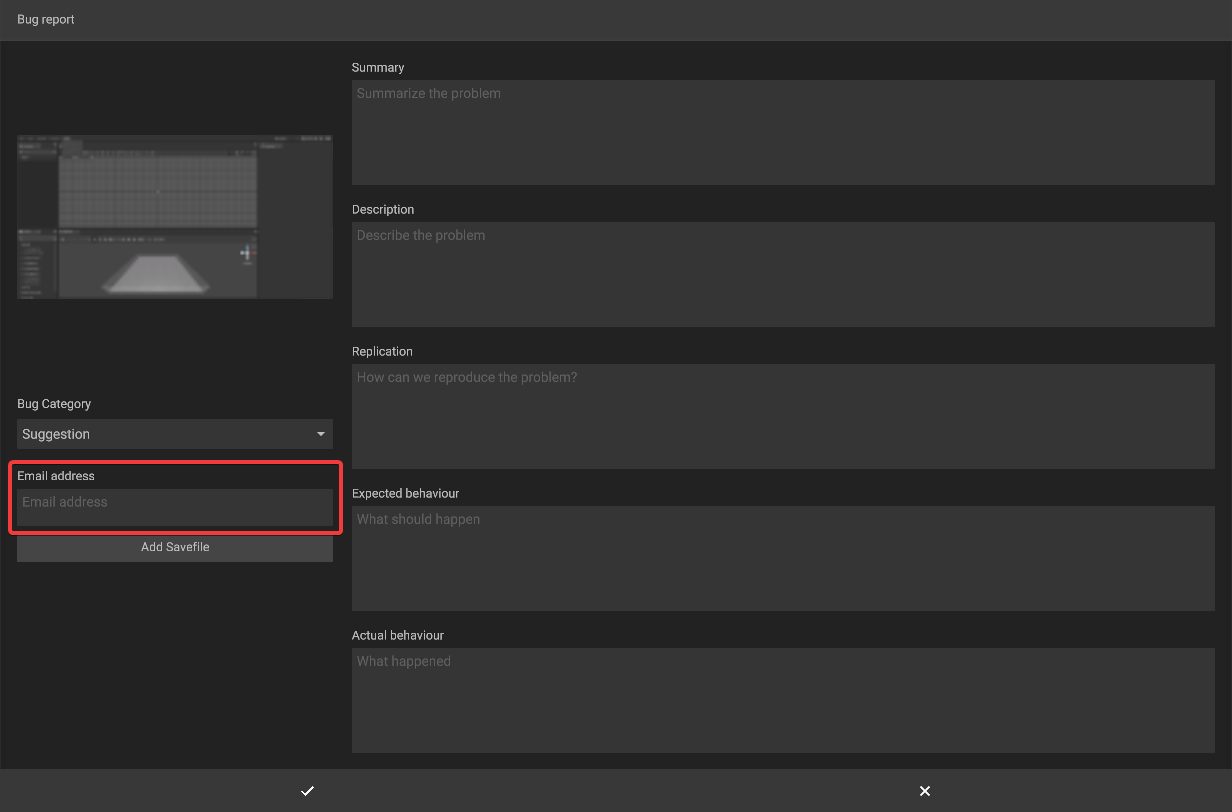 Bug report
Summary
Summarize the problem
Description
Describe the problem
Replication
How can we reproduce the problem?
Bug Category
Suggestion
Email address
Email address
Add Savefile
Expected behaviour
What should happen
Actual behaviour
What happened